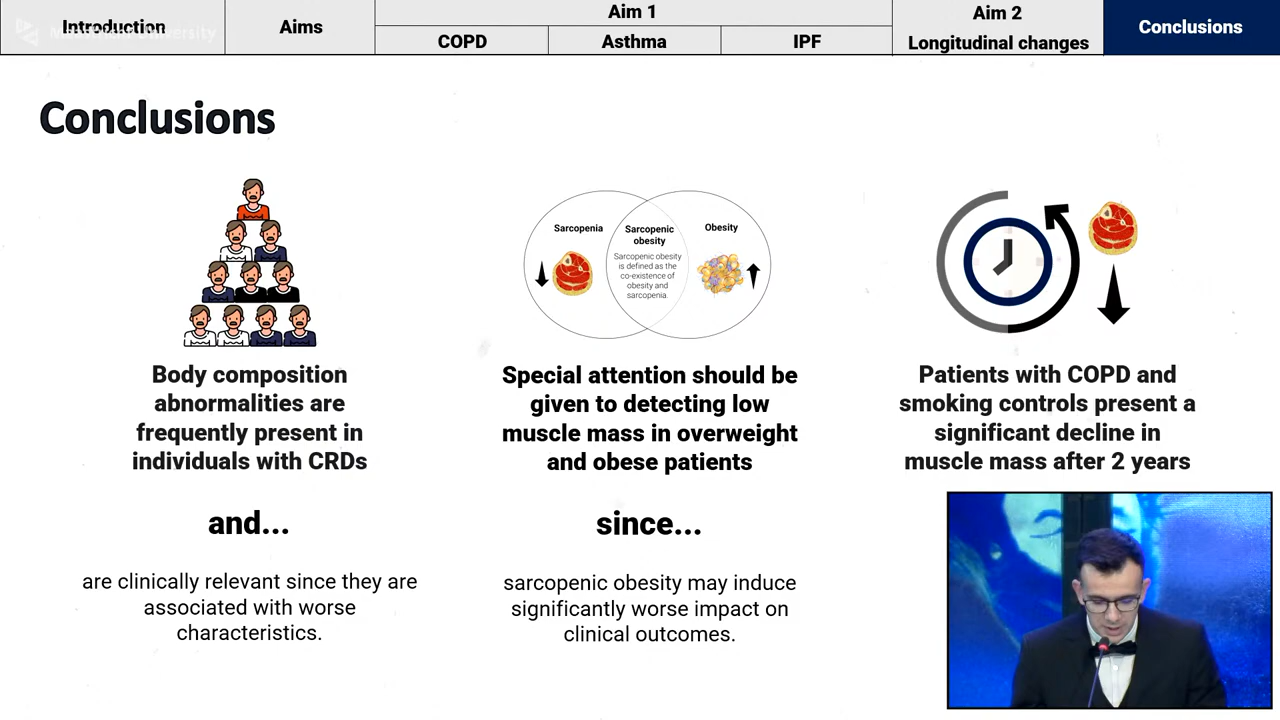 Introduction
Aims
Aim 1
COPD
Asthma
IPF
Aim 2
Longitudinal changes
Conclusions
Conclusions
Body composition
abnormalities are
frequently present in
individuals with CRDs
and...
are clinically relevant since they are
associated with worse
characteristics.
Sarcopenia
Sarcopenic
obesity
Sarcopenic obesity
is defined as the
co-existence of
obesity and
sarcopenia.
Obesity
Special attention should be
given to detecting low
muscle mass in overweight
and obese patients
since...
sarcopenic obesity may induce
significantly worse impact on
clinical outcomes.
Patients with COPD and
smoking controls present a
significant decline in
muscle mass after 2 years